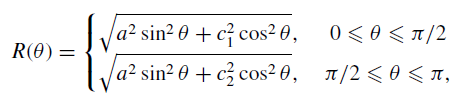 R(θ) = { √(a² sin² θ + c₁² cos² θ), 0 ⩽ θ ⩽ π/2
√(a² sin² θ + c₂² cos² θ), π/2 ⩽ θ ⩽ π,